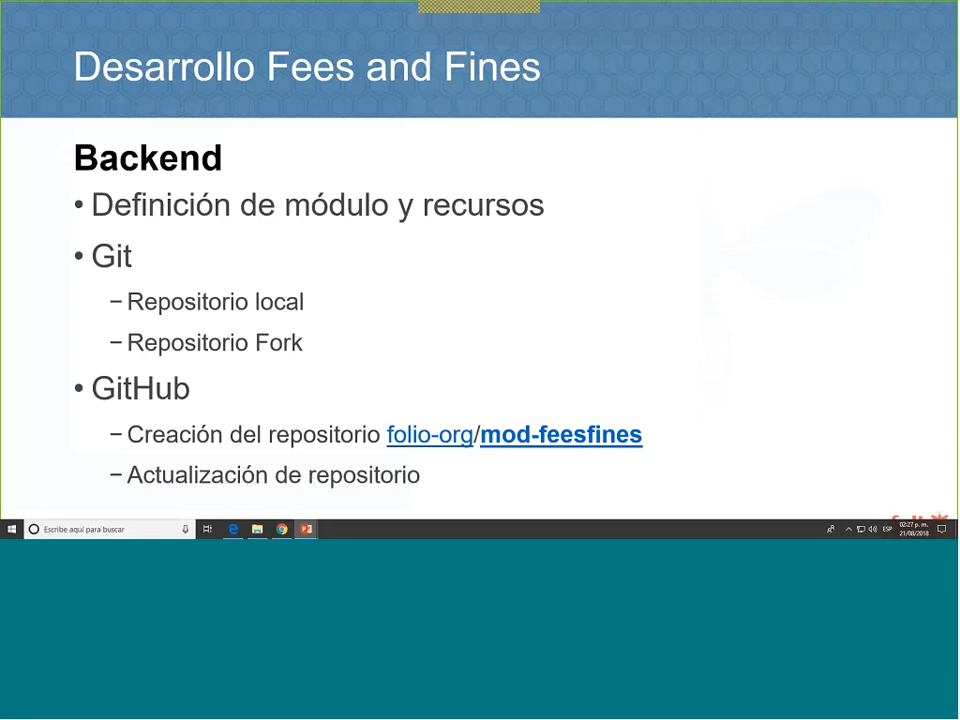 Desarrollo Fees and Fines
Backend
• Definición de módulo y recursos
• Git
− Repositorio local
− Repositorio Fork
• GitHub
− Creación del repositorio folio-org/mod-feesfines
− Actualización de repositorio
Escribe aquí para buscar
ESP
02:27 p. m.
21/08/2018